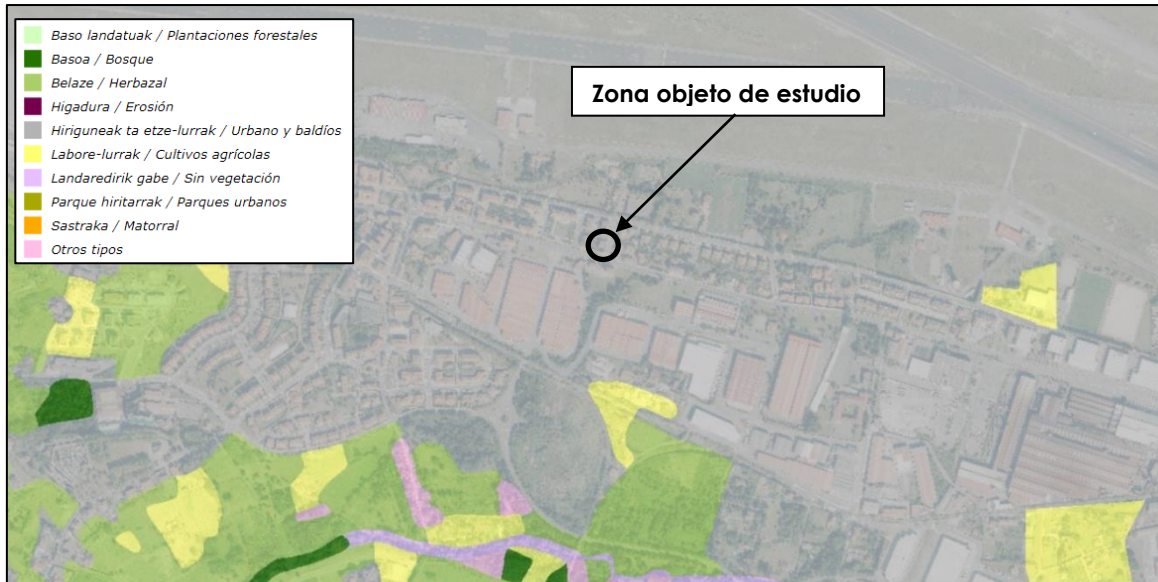 Baso landatuak / Plantaciones forestales
Basoa / Bosque
Belaze / Herbazal
Higadura / Erosión
Hiriguneak ta etze-lurrak / Urbano y baldíos
Labore-lurrak / Cultivos agrícolas
Landaredirik gabe / Sin vegetación
Parque hiritarrak / Parques urbanos
Sastraka / Matorral
Otros tipos
Zona objeto de estudio